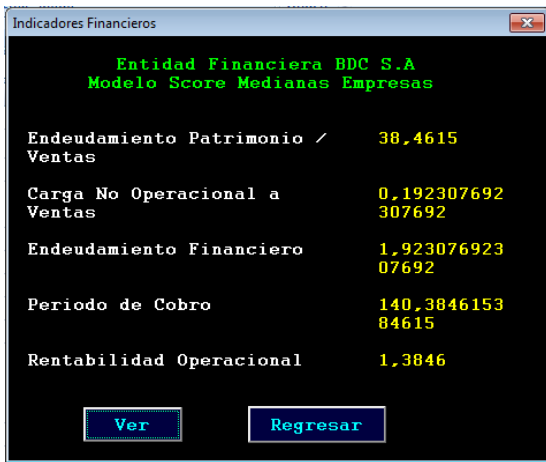 Indicadores Financieros
Entidad Financiera BDC S.A
Modelo Score Medianas Empresas
Endeudamiento Patrimonio / 38,4615
Ventas
Carga No Operacional a 0,192307692
Ventas 307692
Endeudamiento Financiero 1,923076923
07692
Periodo de Cobro 140,3846153
84615
Rentabilidad Operacional 1,3846
Ver Regresar